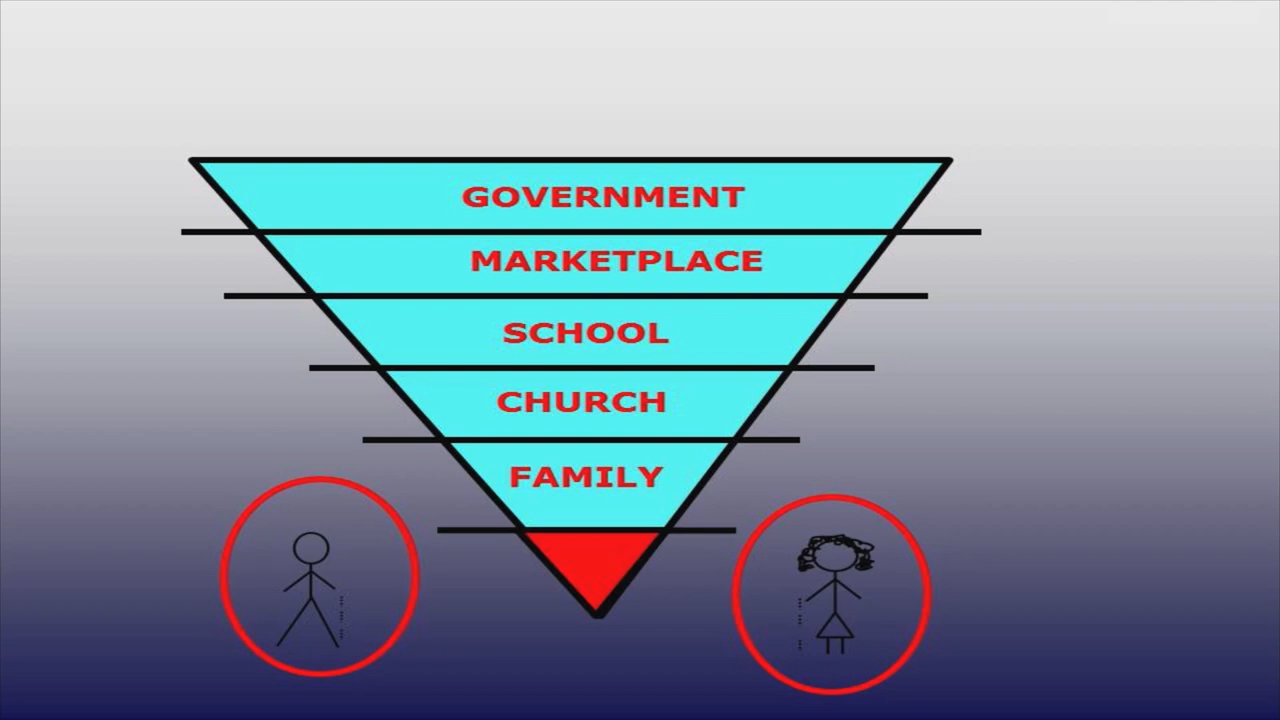 GOVERNMENT
MARKETPLACE
SCHOOL
CHURCH
FAMILY